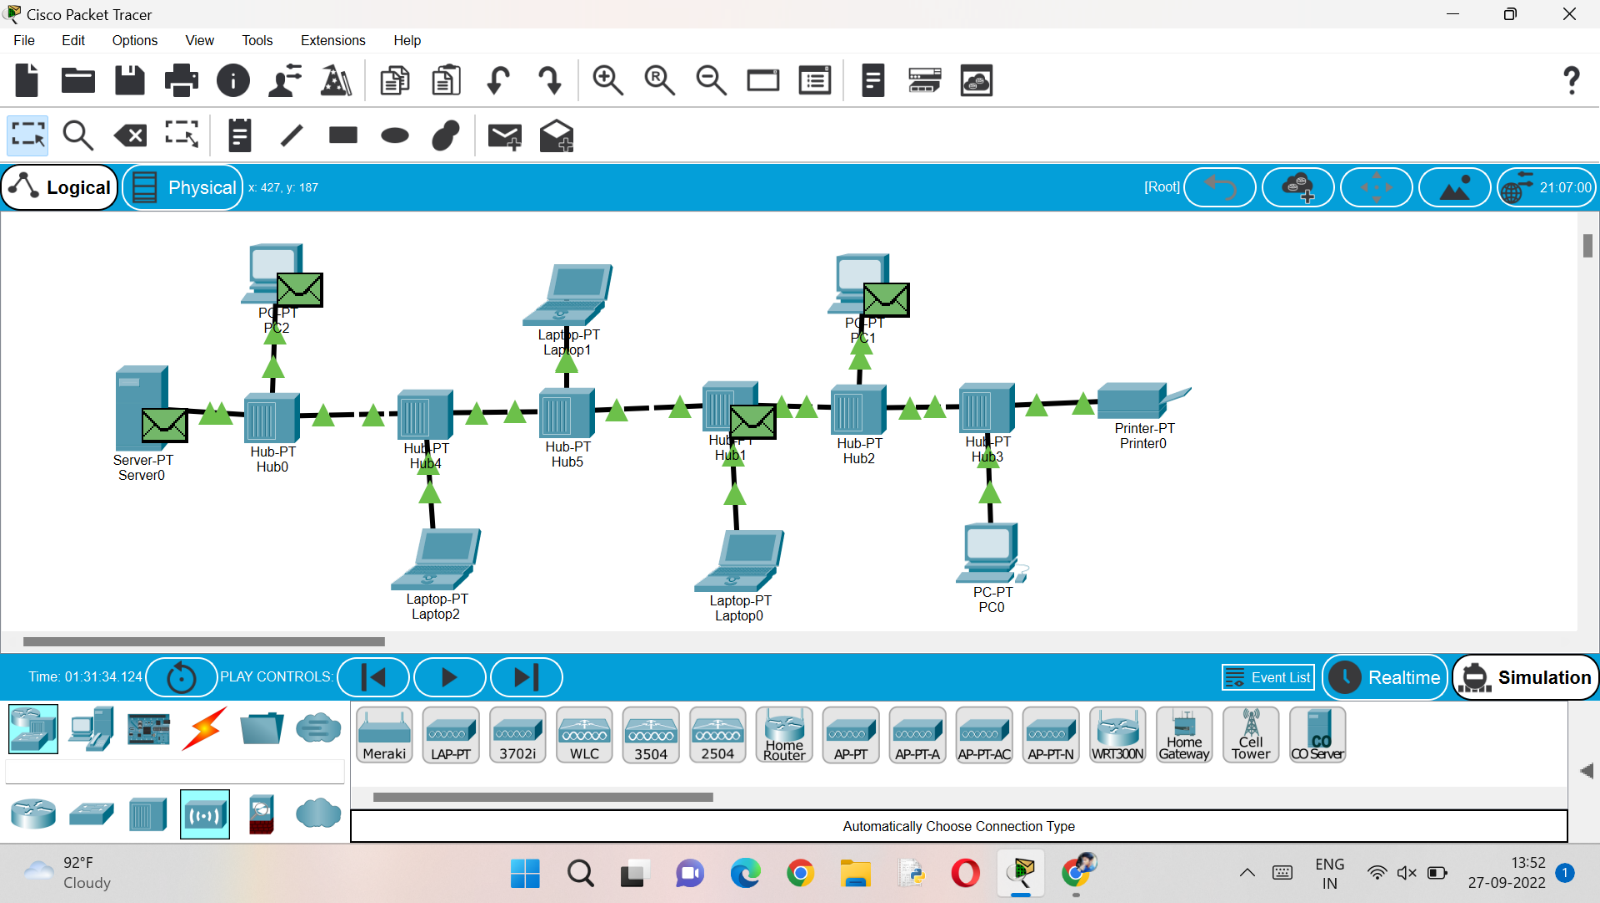 Cisco Packet Tracer
File Edit Options View Tools Extensions Help
Logical Physical x: 427, y: 187 [Root] 21:07:00
PC-PT
PC2
Laptop-PT
Laptop1
PC-PT
PC1
Server-PT
Server0
Hub-PT
Hub0
Hub-PT
Hub4
Hub-PT
Hub5
Hub-PT
Hub1
Hub-PT
Hub2
Hub-PT
Hub3
Printer-PT
Printer0
Laptop-PT
Laptop2
Laptop-PT
Laptop0
PC-PT
PC0
Time: 01:31:34.124 PLAY CONTROLS: Event List Realtime Simulation
Meraki LAP-PT 3702i WLC 3504 2504 Home Router AP-PT AP-PT-A AP-PT-AC AP-PT-N WRT300N Home Gateway Cell Tower CO CO Server
Automatically Choose Connection Type
92°F
Cloudy
ENG
IN
13:52
27-09-2022
1